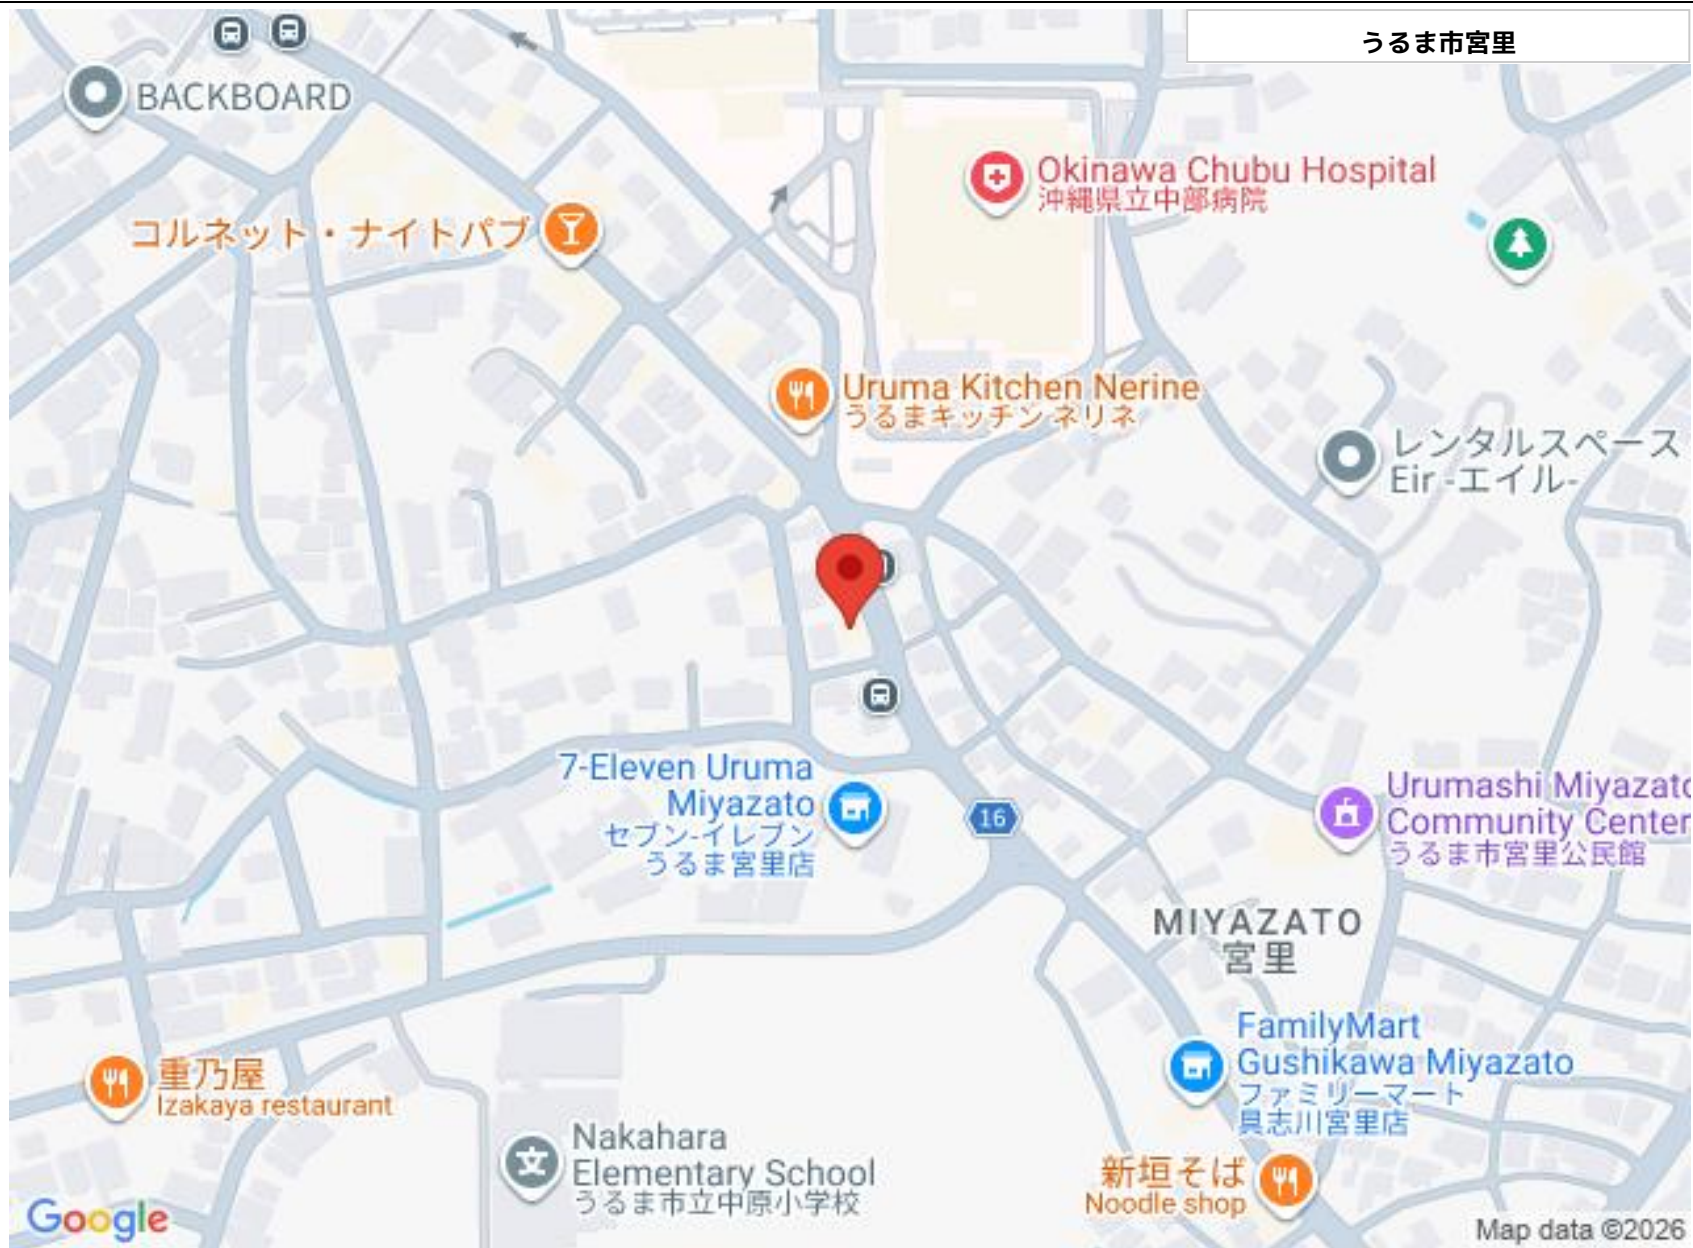 うるま市宮里
BACKBOARD
Okinawa Chubu Hospital
沖縄県立中部病院
コルネット・ナイトパブ
Uruma Kitchen Nerine
うるまキッチン ネリネ
レンタルスペース
Eir -エイル-
7-Eleven Uruma
Miyazato
セブン-イレブン
うるま宮里店
16
Urumashi Miyazato
Community Center
うるま市宮里公民館
MIYAZATO
宮里
FamilyMart
Gushikawa Miyazato
ファミリーマート
具志川宮里店
重乃屋
Izakaya restaurant
Nakahara
Elementary School
うるま市立中原小学校
文
新垣そば
Noodle shop
Google
Map data ©2026